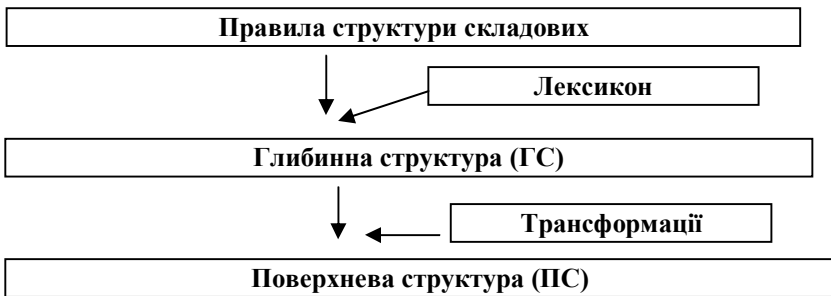 Правила структури складових
Лексикон
Глибинна структура (ГС)
Трансформації
Поверхнева структура (ПС)